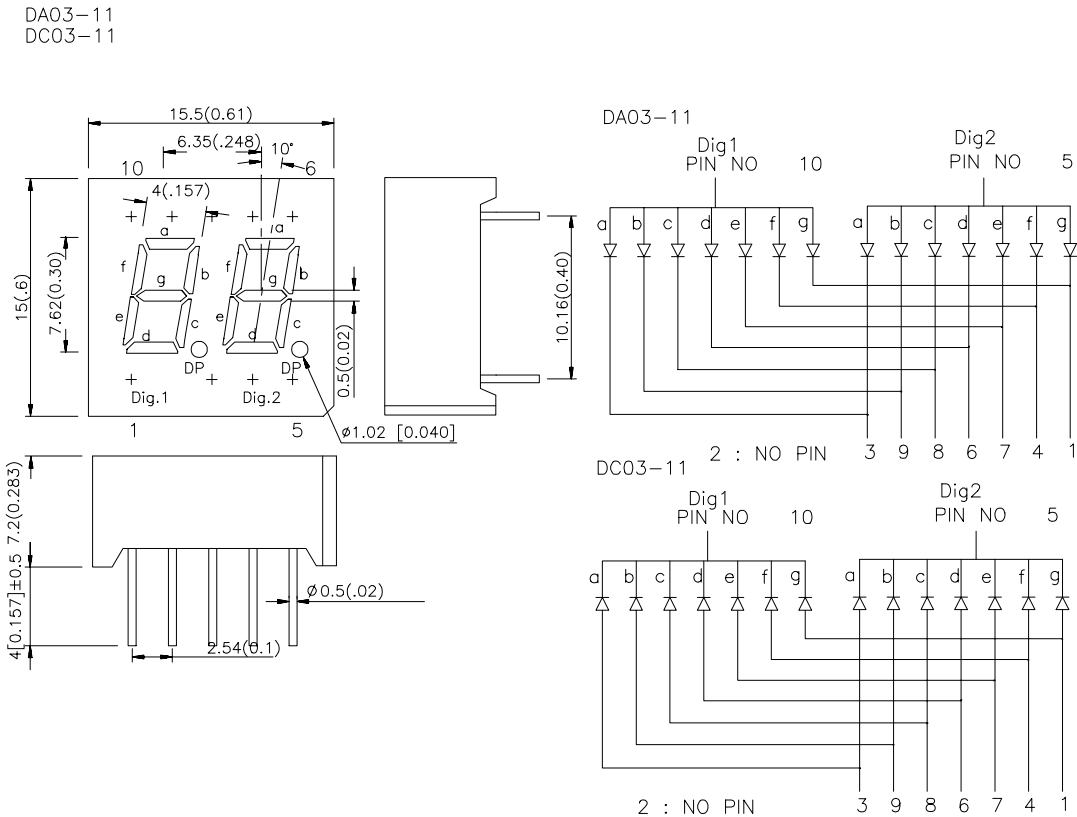 DA03-11
DC03-11
15.5(0.61)
6.35(.248)
10°
10
6
4(.157)
a
a
f
b
f
b
g
g
e
c
e
c
d
d
DP
DP
Dig.1
Dig.2
1
5
15(.6)
7.62(0.30)
0.5(0.02)
ø1.02 [0.040]
10.16(0.40)
7.2(0.283)
4[0.157]±0.5
ø0.5(.02)
2.54(0.1)
DA03-11
Dig1
PIN NO 10
Dig2
PIN NO 5
a b c d e f g
a b c d e f g
2 : NO PIN 3 9 8 6 7 4 1
DC03-11
Dig1
PIN NO 10
Dig2
PIN NO 5
a b c d e f g
a b c d e f g
2 : NO PIN 3 9 8 6 7 4 1